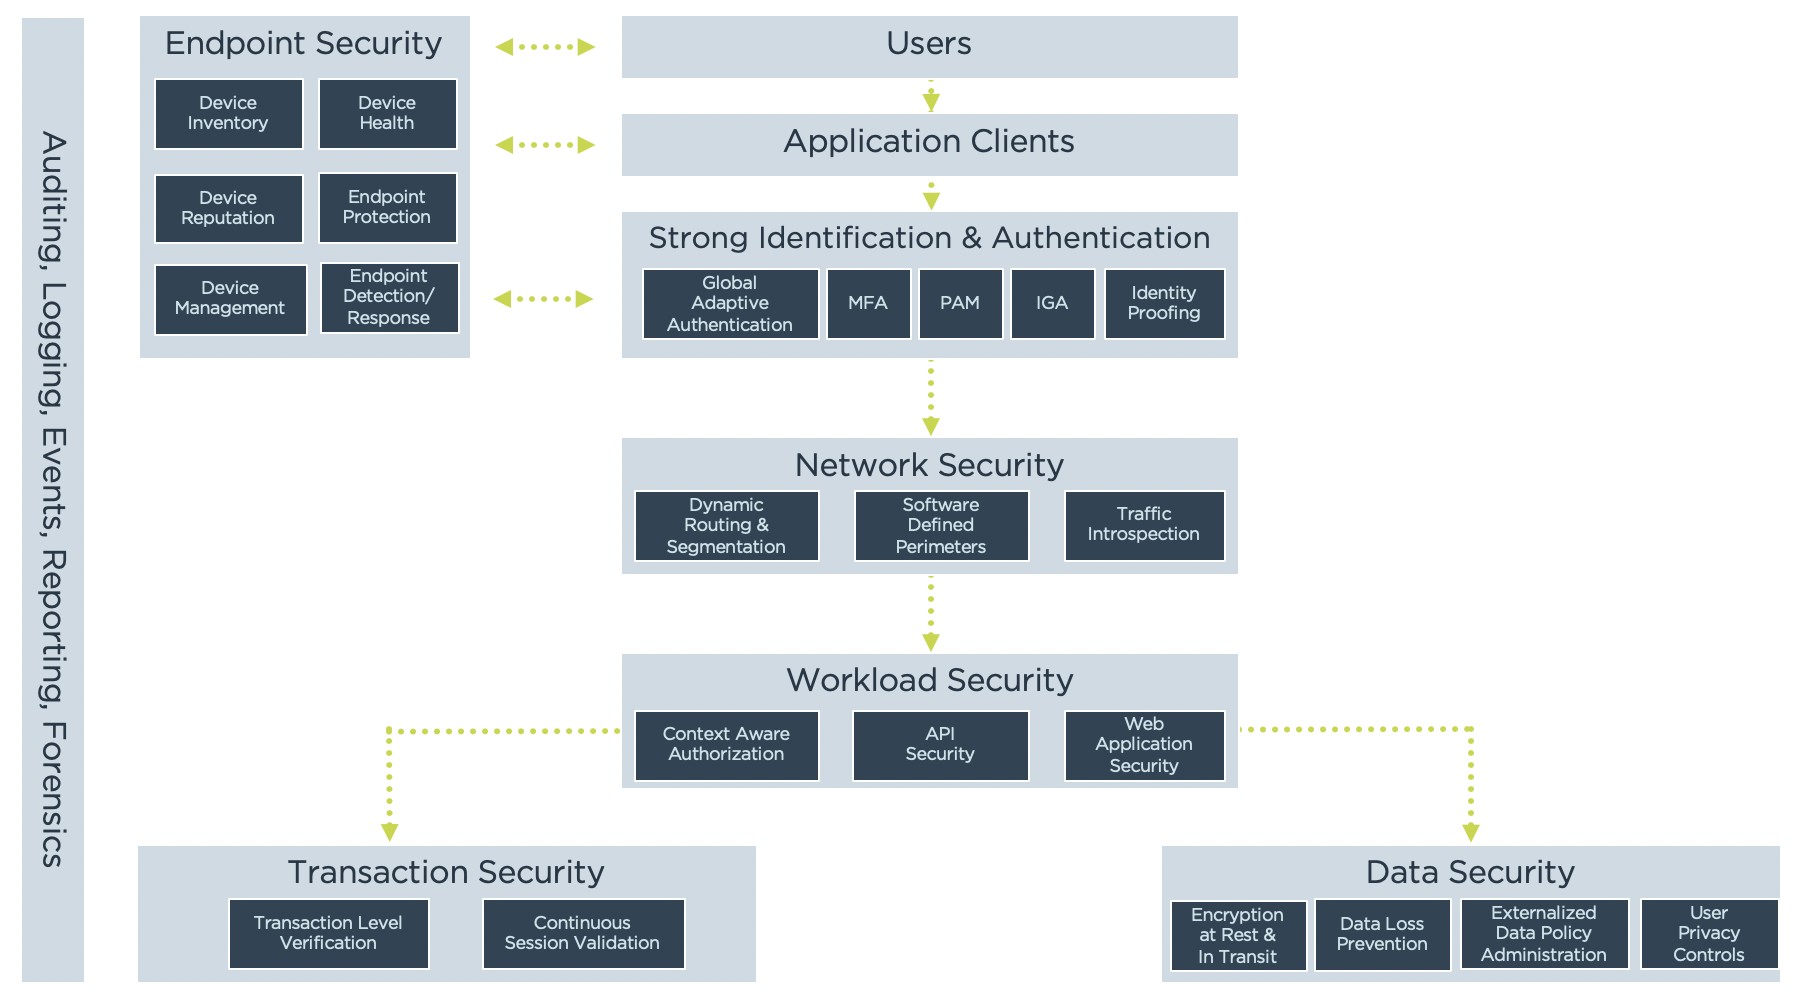 Auditing, Logging, Events, Reporting, Forensics
Endpoint Security
Device
Inventory
Device
Health
Device
Reputation
Endpoint
Protection
Device
Management
Endpoint
Detection/
Response
Users
Application Clients
Strong Identification & Authentication
Global
Adaptive
Authentication
MFA
PAM
IGA
Identity
Proofing
Network Security
Dynamic
Routing &
Segmentation
Software
Defined
Perimeters
Traffic
Introspection
Workload Security
Context Aware
Authorization
API
Security
Web
Application
Security
Transaction Security
Transaction Level
Verification
Continuous
Session Validation
Data Security
Encryption
at Rest &
In Transit
Data Loss
Prevention
Externalized
Data Policy
Administration
User
Privacy
Controls